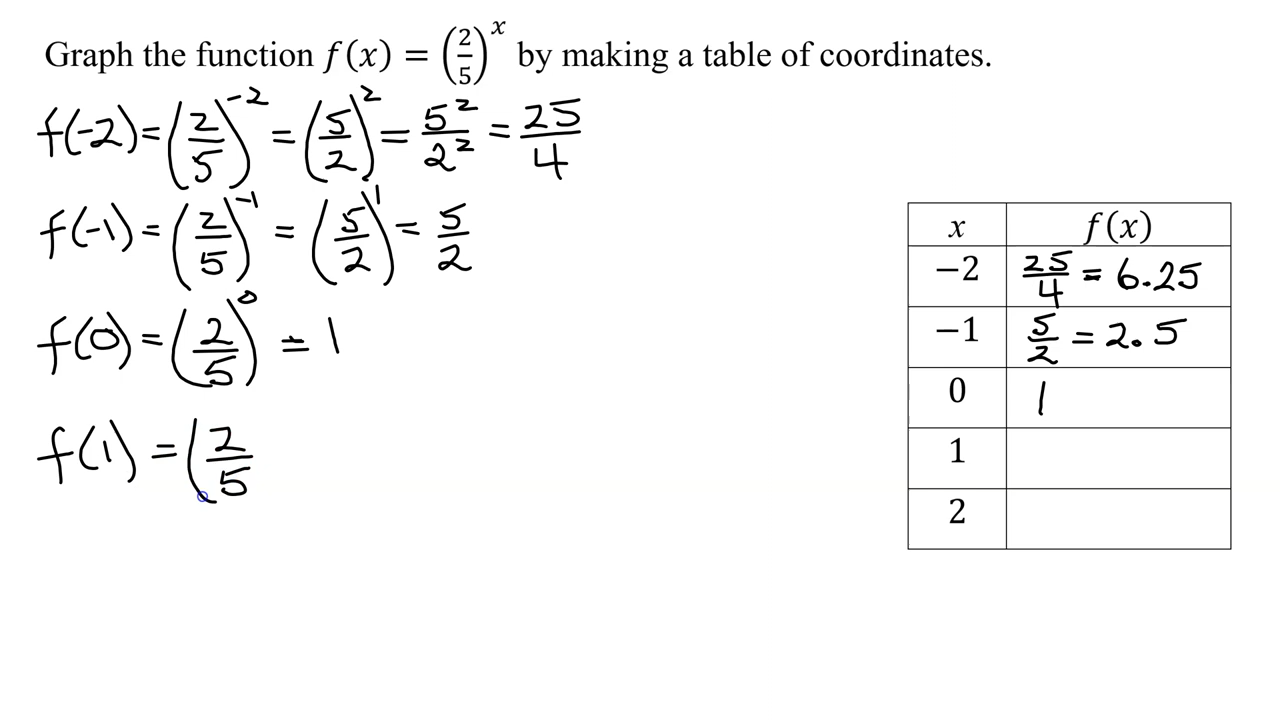 Graph the function f(x) = (2/5)^x by making a table of coordinates.
f(-2) = (2/5)^-2 = (5/2)^2 = 5^2/2^2 = 25/4
f(-1) = (2/5)^-1 = (5/2)^1 = 5/2
f(0) = (2/5)^0 = 1
f(1) = (2/5
x f(x)
−2 25/4 = 6.25
−1 5/2 = 2.5
0 1
1
2